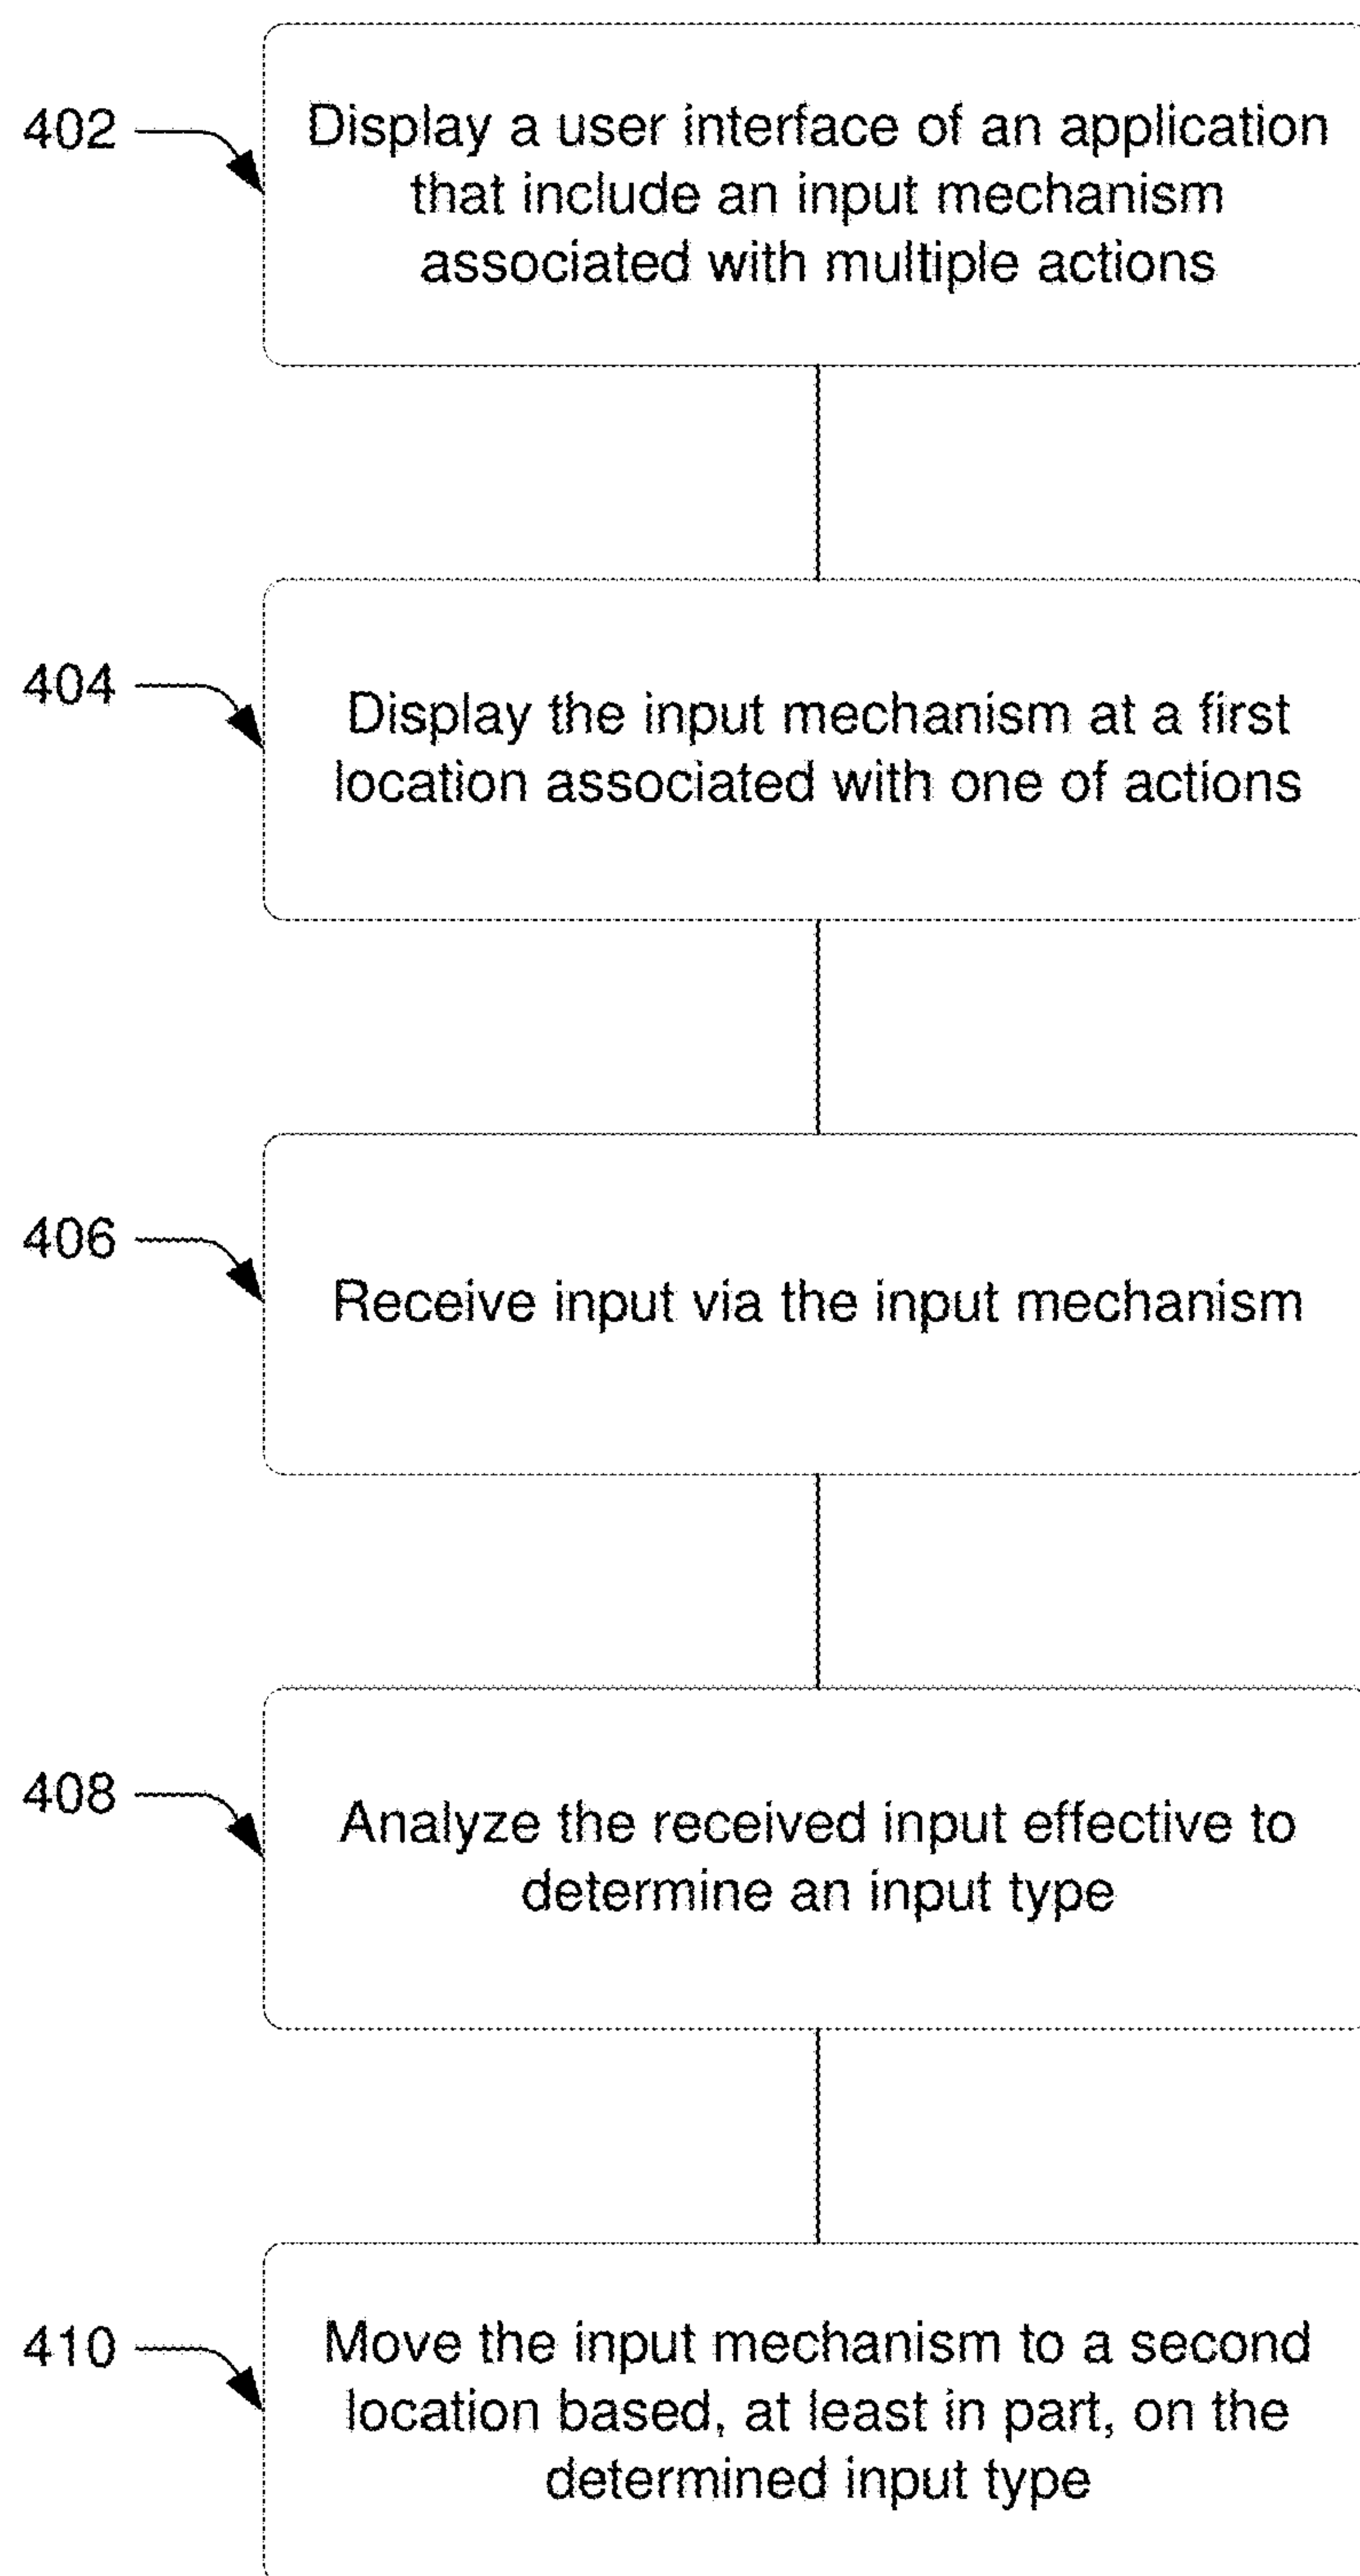 402
Display a user interface of an application
that include an input mechanism
associated with multiple actions
404
Display the input mechanism at a first
location associated with one of actions
406
Receive input via the input mechanism
408
Analyze the received input effective to
determine an input type
410
Move the input mechanism to a second
location based, at least in part, on the
determined input type